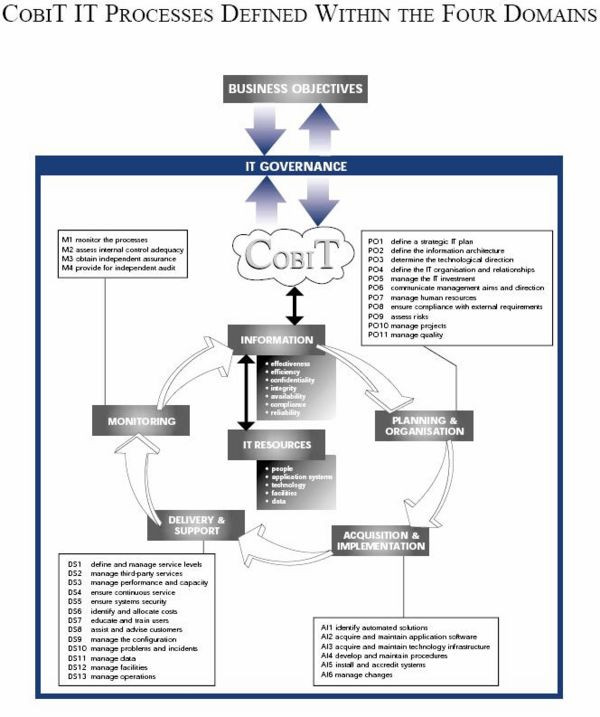 COBIT IT PROCESSES DEFINED WITHIN THE FOUR DOMAINS
BUSINESS OBJECTIVES
IT GOVERNANCE
M1 monitor the processes
M2 assess internal control adequacy
M3 obtain independent assurance
M4 provide for independent audit
COBIT
PO1 define a strategic IT plan
PO2 define the information architecture
PO3 determine the technological direction
PO4 define the IT organisation and relationships
PO5 manage the IT investment
PO6 communicate management aims and direction
PO7 manage human resources
PO8 ensure compliance with external requirements
PO9 assess risks
PO10 manage projects
PO11 manage quality
INFORMATION
• effectiveness
• efficiency
• confidentiality
• integrity
• availability
• compliance
• reliability
MONITORING
PLANNING &
ORGANISATION
IT RESOURCES
• people
• application systems
• technology
• facilities
• data
DELIVERY &
SUPPORT
ACQUISITION &
IMPLEMENTATION
DS1 define and manage service levels
DS2 manage third-party services
DS3 manage performance and capacity
DS4 ensure continuous service
DS5 ensure systems security
DS6 identify and allocate costs
DS7 educate and train users
DS8 assist and advise customers
DS9 manage the configuration
DS10 manage problems and incidents
DS11 manage data
DS12 manage facilities
DS13 manage operations
AI1 identify automated solutions
AI2 acquire and maintain application software
AI3 acquire and maintain technology infrastructure
AI4 develop and maintain procedures
AI5 install and accredit systems
AI6 manage changes